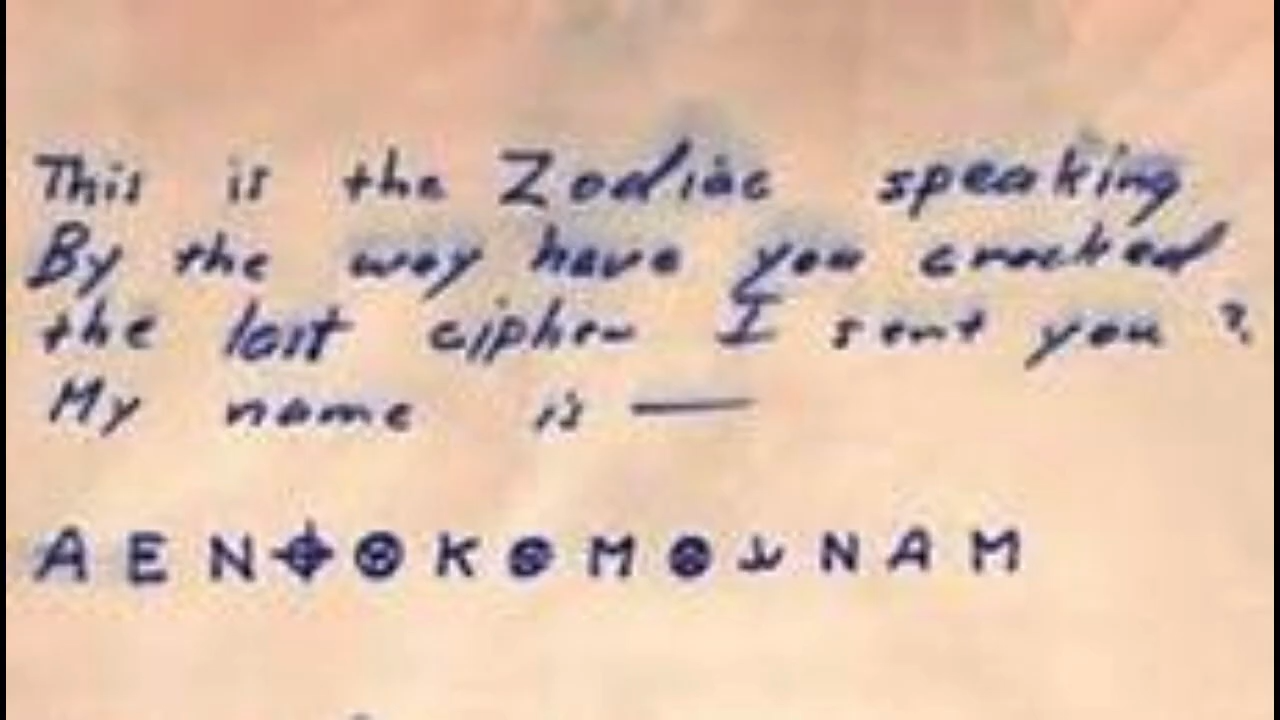 This is the Zodiac speaking
By the way have you cracked
the last cipher I sent you ?
My name is —
A E N ⌖ ⊗ K ⊗ M ⊗ ⚓ N A M